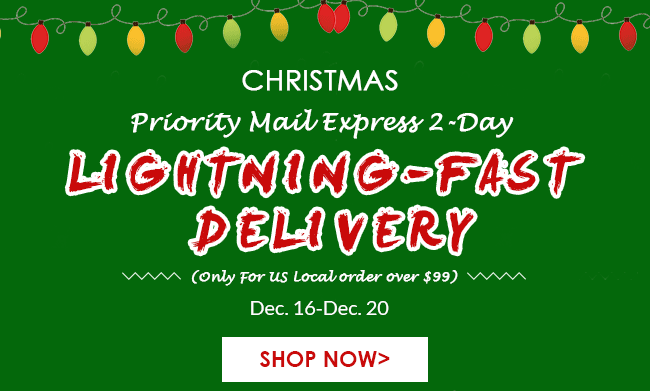 CHRISTMAS
Priority Mail Express 2-Day
LIGHTNING-FAST
DELIVERY
(Only For US Local order over $99)
Dec. 16-Dec. 20
SHOP NOW>